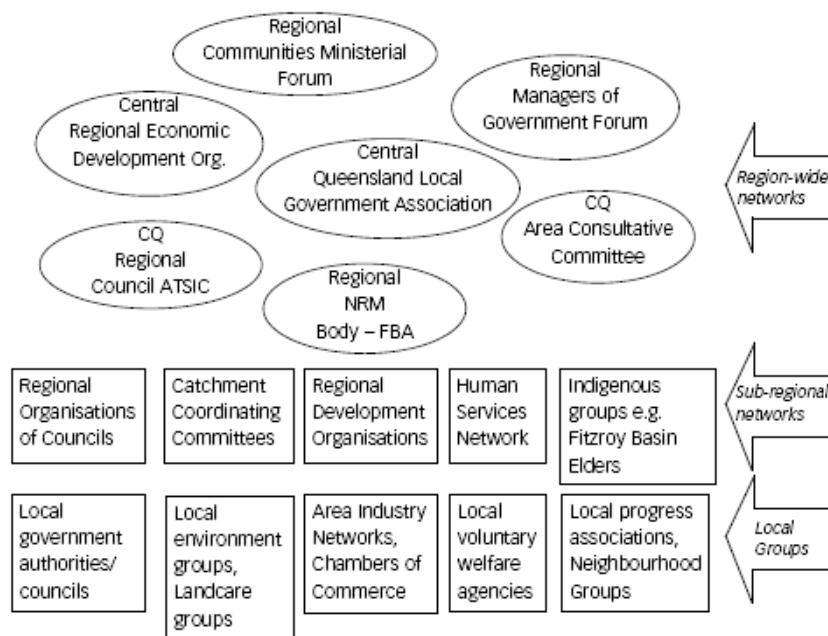 Regional
Communities Ministerial
Forum
Regional
Managers of
Government Forum
Central
Regional Economic
Development Org.
Central
Queensland Local
Government Association
Region-wide
networks
CQ
Area Consultative
Committee
CQ
Regional
Council ATSIC
Regional
NRM
Body – FBA
Regional
Organisations
of Councils
Catchment
Coordinating
Committees
Regional
Development
Organisations
Human
Services
Network
Indigenous
groups e.g.
Fitzroy Basin
Elders
Sub-regional
networks
Local
government
authorities/
councils
Local
environment
groups,
Landcare
groups
Area Industry
Networks,
Chambers of
Commerce
Local
voluntary
welfare
agencies
Local progress
associations,
Neighbourhood
Groups
Local
Groups